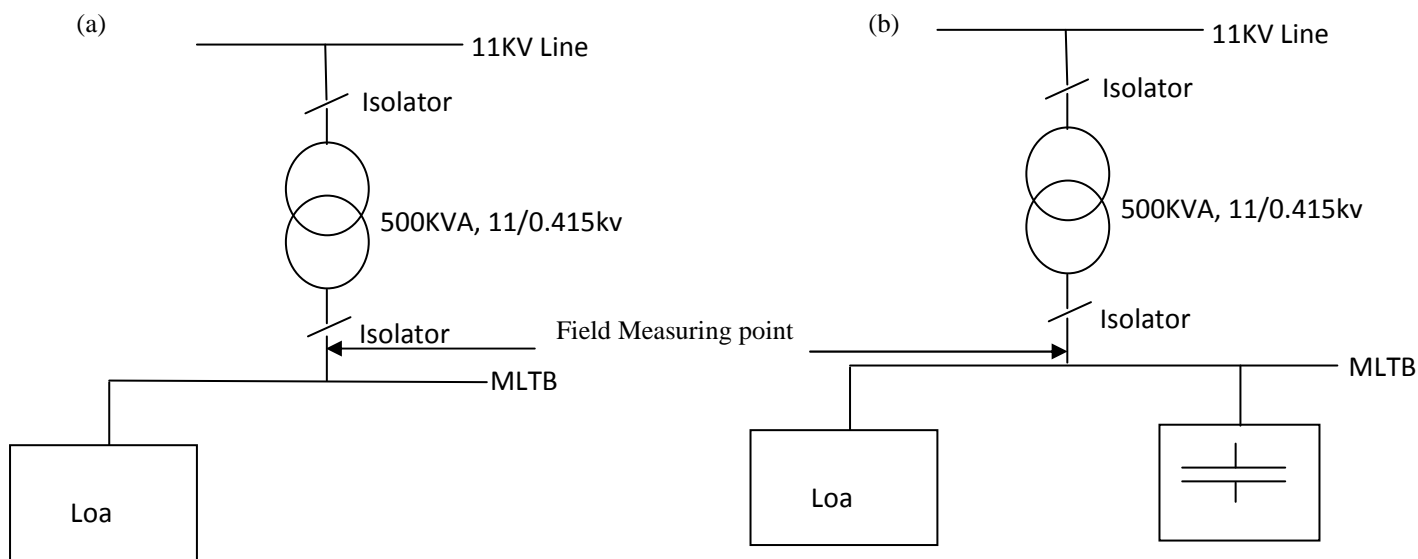 (a)
11KV Line
Isolator
500KVA, 11/0.415kv
Isolator
Field Measuring point
MLTB
Loa
(b)
11KV Line
Isolator
500KVA, 11/0.415kv
Isolator
MLTB
Loa